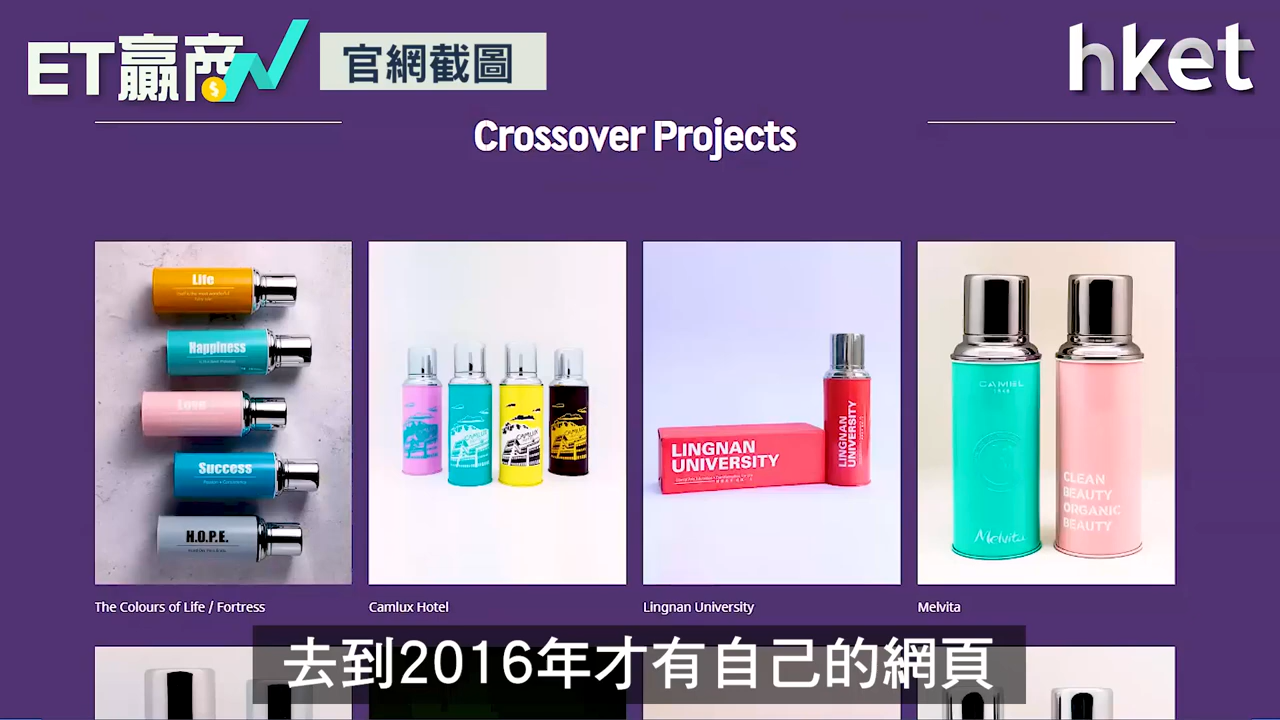 ET贏商
官網截圖
hket
Crossover Projects
Life
Happiness
Love
Success
H.O.P.E.
CAMLUX
CAMLUX
LINGNAN
UNIVERSITY
LINGNAN
UNIVERSITY
CAMEL
Melvita
CLEAN
BEAUTY
ORGANIC
BEAUTY
The Colours of Life / Fortress
Camlux Hotel
Lingnan University
Melvita
去到2016年才有自己的網頁